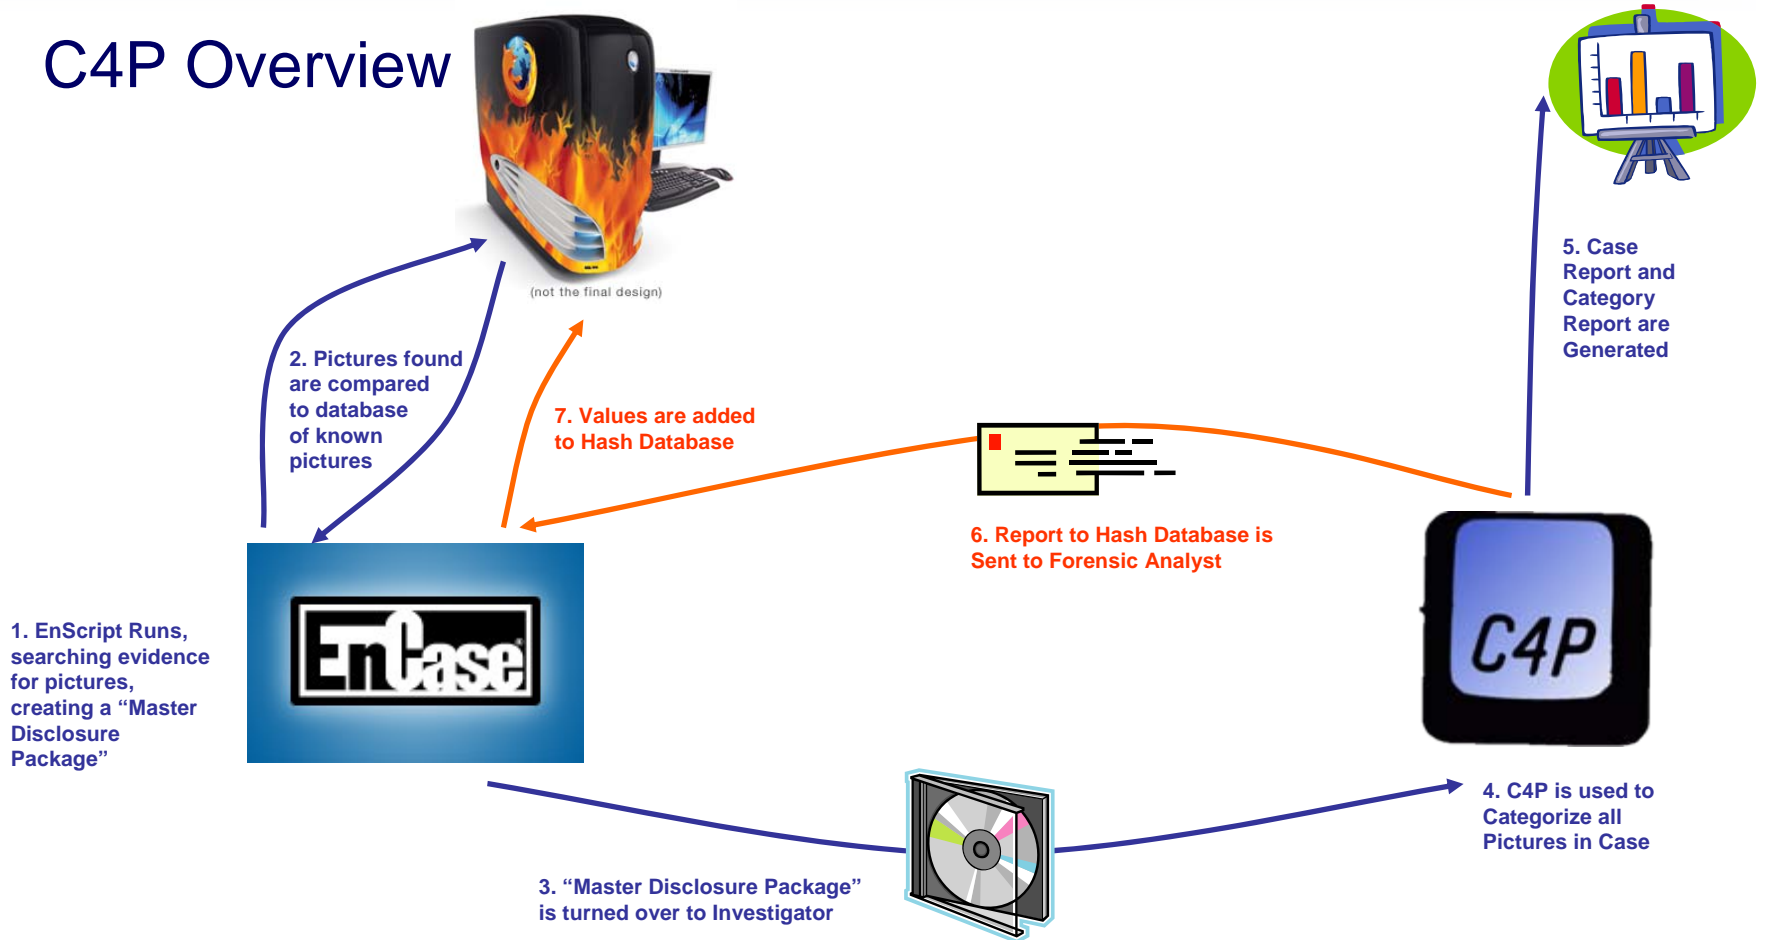 C4P Overview
(not the final design)
5. Case
Report and
Category
Report are
Generated
2. Pictures found
are compared
to database
of known
pictures
7. Values are added
to Hash Database
6. Report to Hash Database is
Sent to Forensic Analyst
1. EnScript Runs,
searching evidence
for pictures,
creating a “Master
Disclosure
Package”
EnCase®
C4P
4. C4P is used to
Categorize all
Pictures in Case
3. “Master Disclosure Package”
is turned over to Investigator